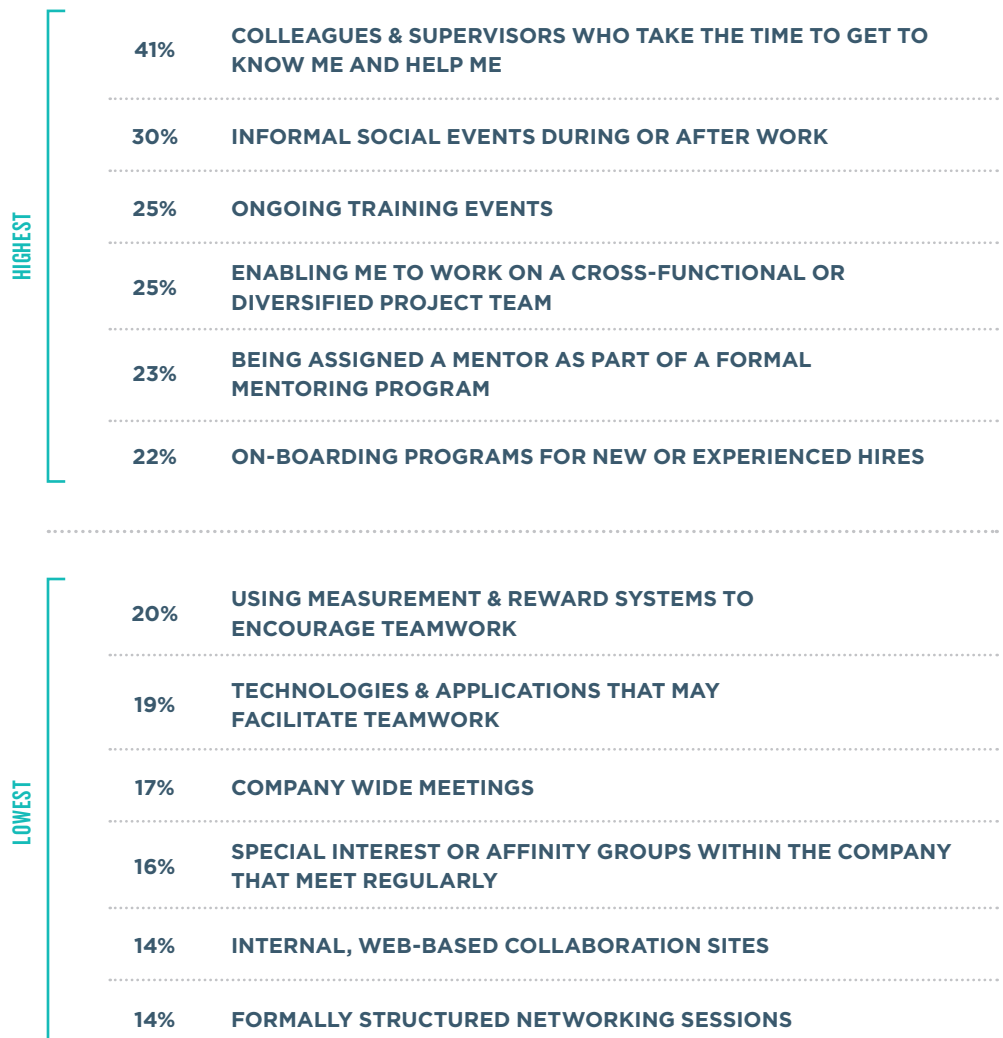 HIGHEST
41%
COLLEAGUES & SUPERVISORS WHO TAKE THE TIME TO GET TO
KNOW ME AND HELP ME
30%
INFORMAL SOCIAL EVENTS DURING OR AFTER WORK
25%
ONGOING TRAINING EVENTS
25%
ENABLING ME TO WORK ON A CROSS-FUNCTIONAL OR
DIVERSIFIED PROJECT TEAM
23%
BEING ASSIGNED A MENTOR AS PART OF A FORMAL
MENTORING PROGRAM
22%
ON-BOARDING PROGRAMS FOR NEW OR EXPERIENCED HIRES
LOWEST
20%
USING MEASUREMENT & REWARD SYSTEMS TO
ENCOURAGE TEAMWORK
19%
TECHNOLOGIES & APPLICATIONS THAT MAY
FACILITATE TEAMWORK
17%
COMPANY WIDE MEETINGS
16%
SPECIAL INTEREST OR AFFINITY GROUPS WITHIN THE COMPANY
THAT MEET REGULARLY
14%
INTERNAL, WEB-BASED COLLABORATION SITES
14%
FORMALLY STRUCTURED NETWORKING SESSIONS